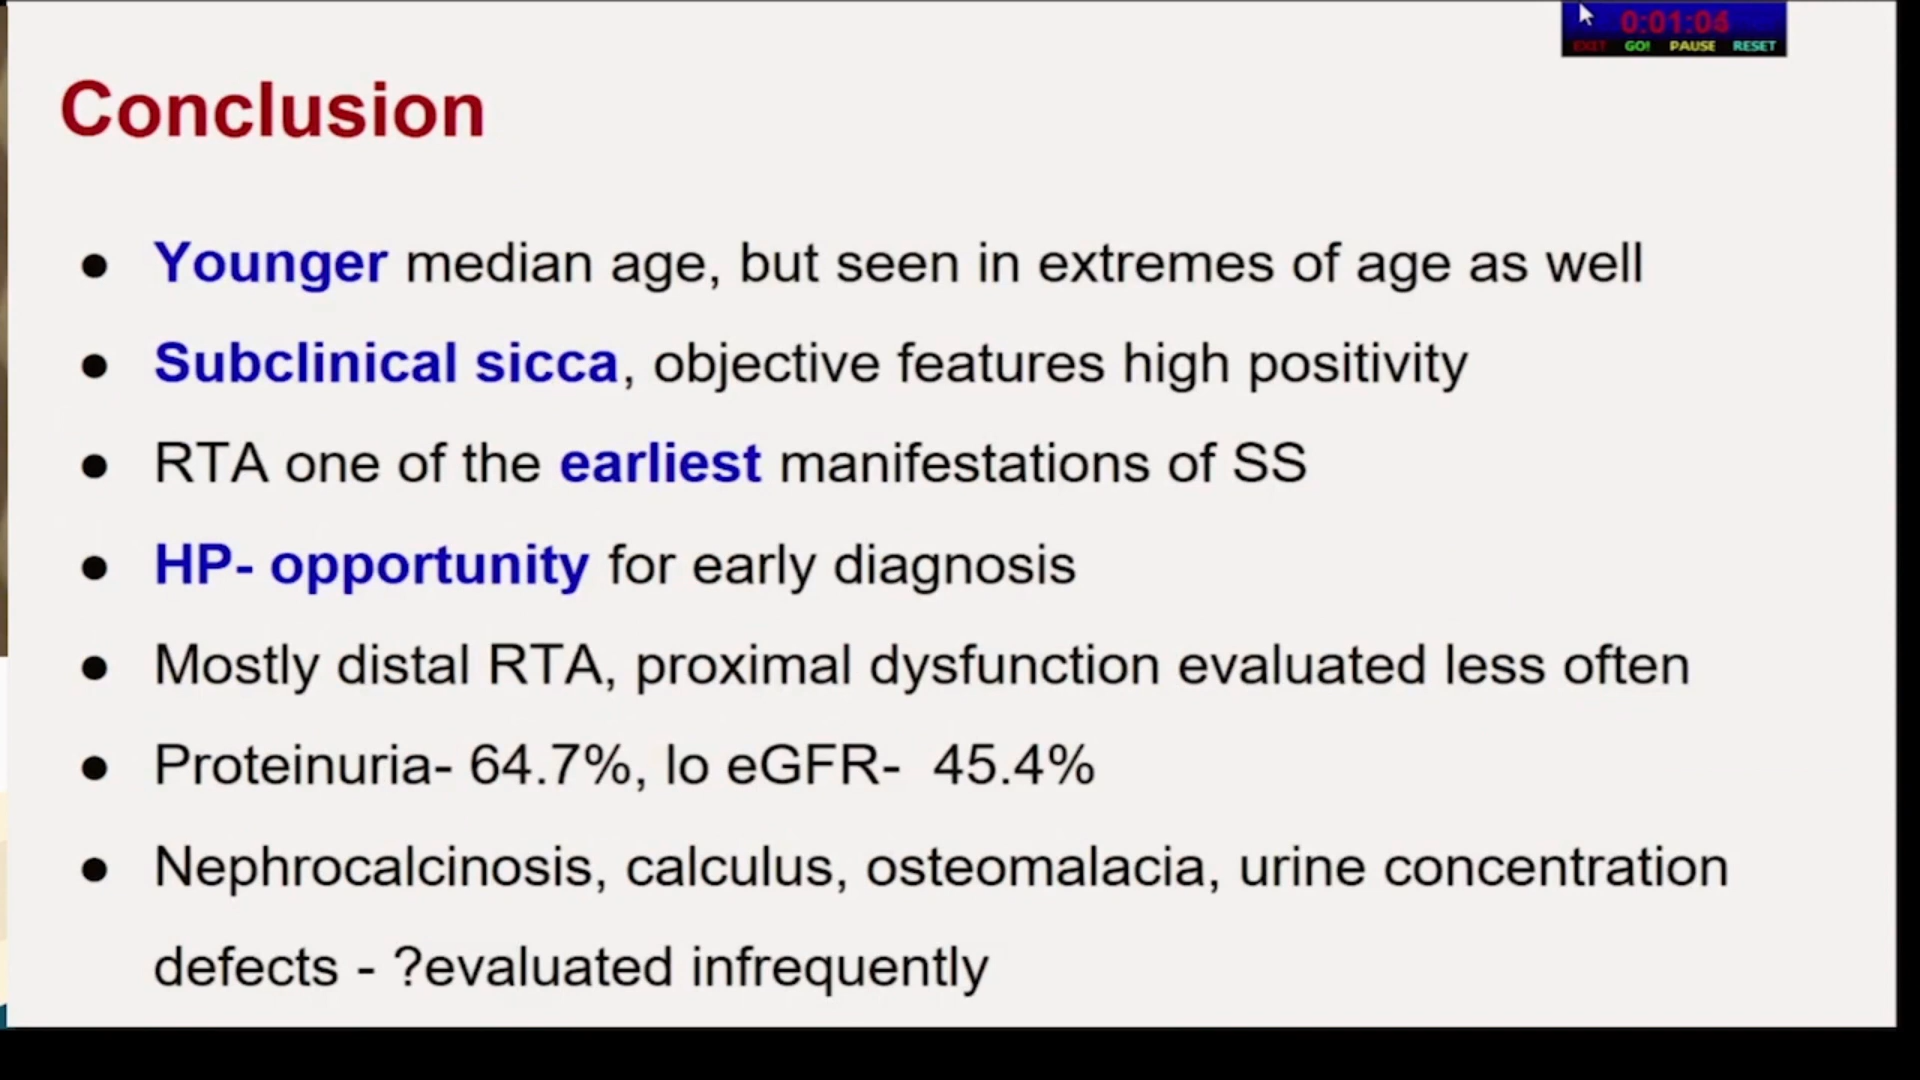 0:01:04
EXIT GO! PAUSE RESET
Conclusion
● Younger median age, but seen in extremes of age as well
● Subclinical sicca, objective features high positivity
● RTA one of the earliest manifestations of SS
● HP- opportunity for early diagnosis
● Mostly distal RTA, proximal dysfunction evaluated less often
● Proteinuria- 64.7%, lo eGFR- 45.4%
● Nephrocalcinosis, calculus, osteomalacia, urine concentration
defects - ?evaluated infrequently